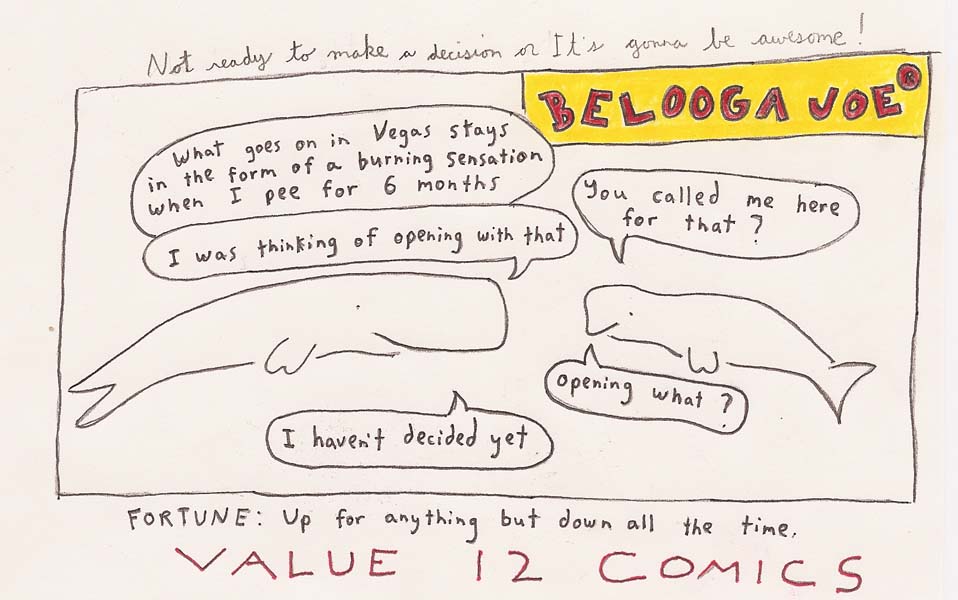 Not ready to make a decision or It's gonna be awesome!
BELOOGA JOE®
What goes on in Vegas stays
in the form of a burning sensation
when I pee for 6 months
I was thinking of opening with that
You called me here
for that?
opening what?
I haven't decided yet
FORTUNE: Up for anything but down all the time.
VALUE 12 COMICS